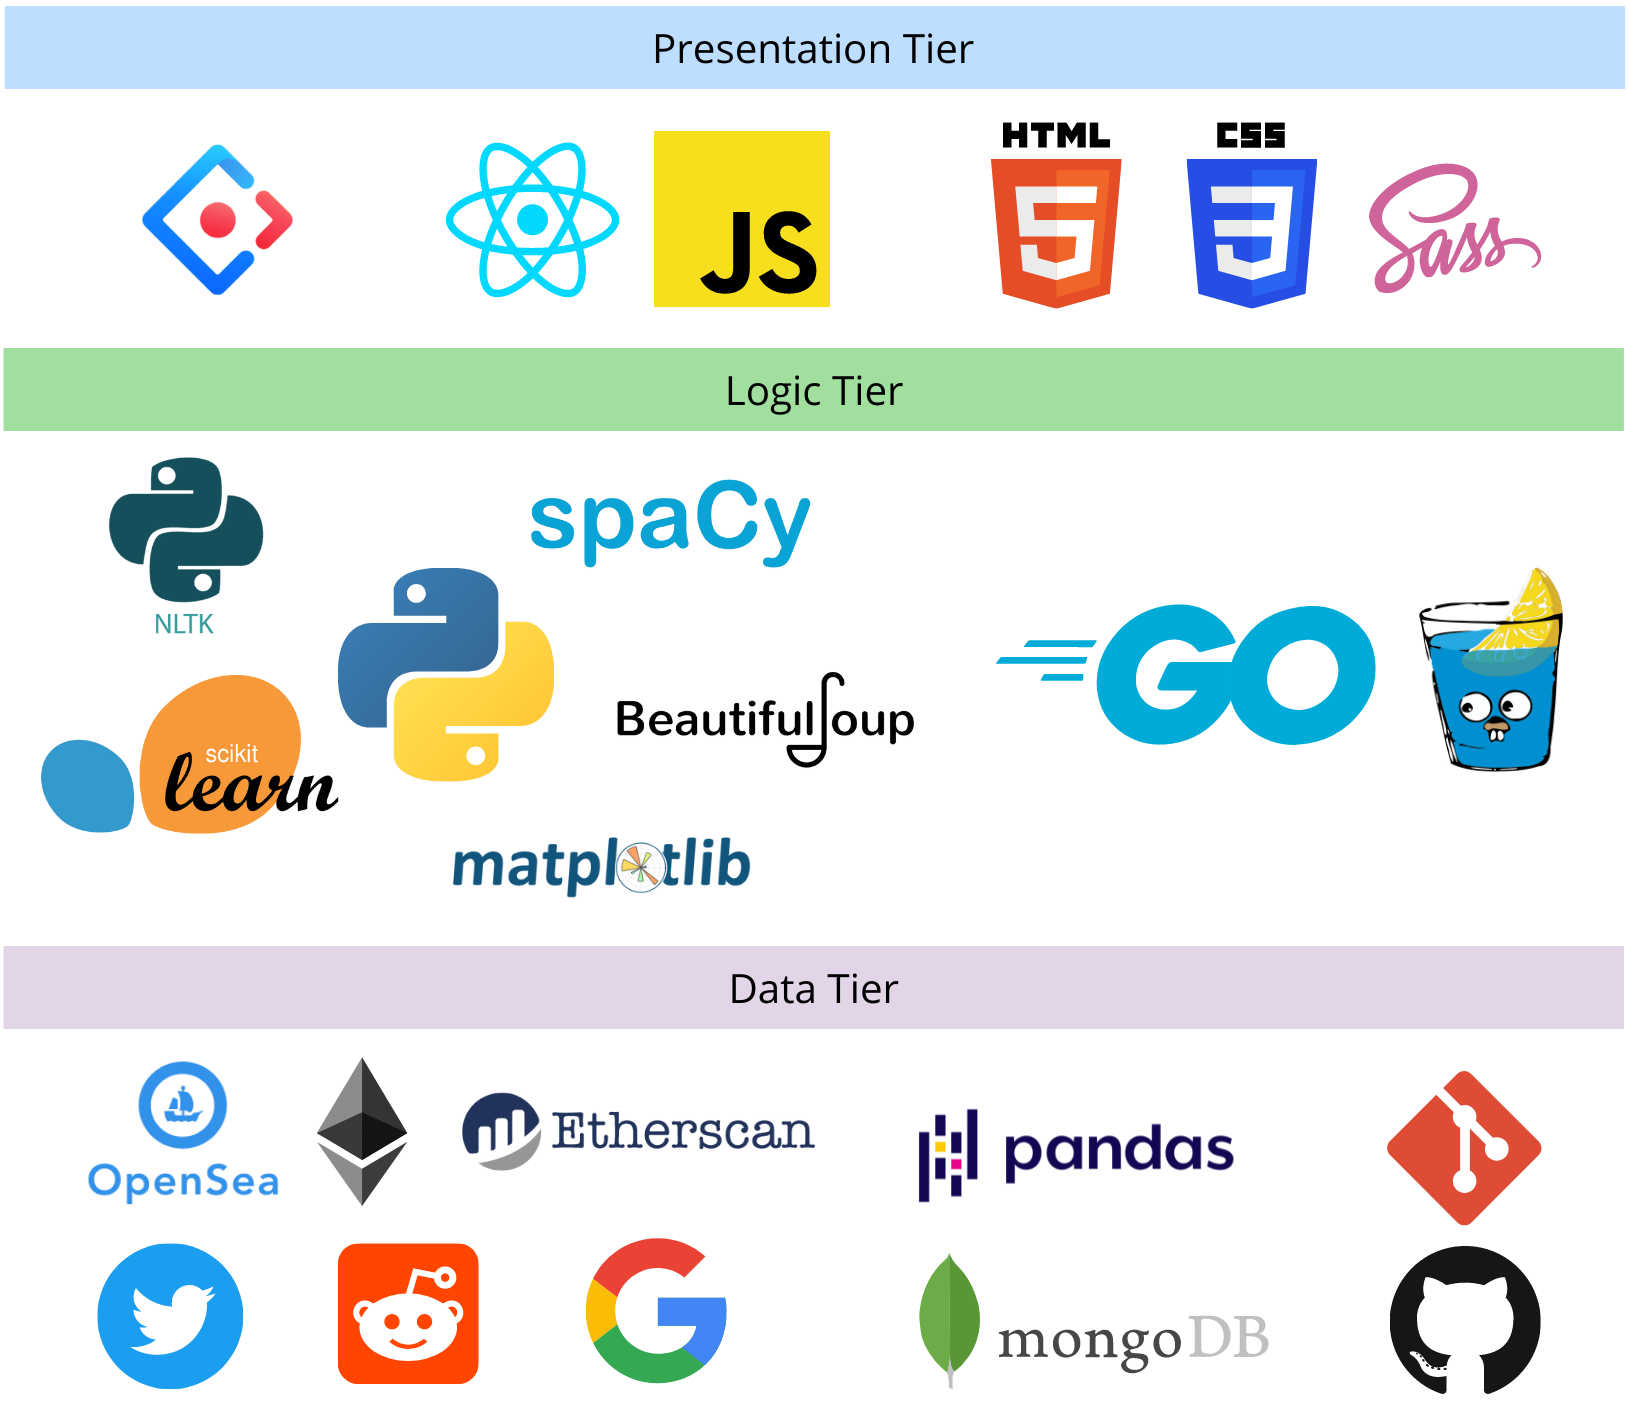 Presentation Tier
HTML
CSS
JS
Sass
Logic Tier
NLTK
spaCy
scikit
learn
BeautifulSoup
GO
matplotlib
Data Tier
OpenSea
Etherscan
pandas
mongoDB